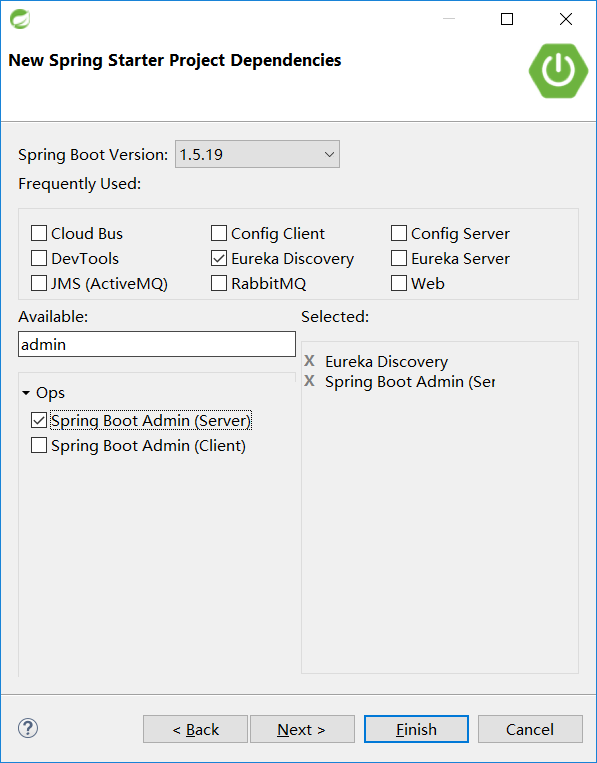 New Spring Starter Project Dependencies
Spring Boot Version: 1.5.19
Frequently Used:
Cloud Bus Config Client Config Server
DevTools Eureka Discovery Eureka Server
JMS (ActiveMQ) RabbitMQ Web
Available: Selected:
admin
X Eureka Discovery
X Spring Boot Admin (Ser
Ops
Spring Boot Admin (Server)
Spring Boot Admin (Client)
? < Back Next > Finish Cancel